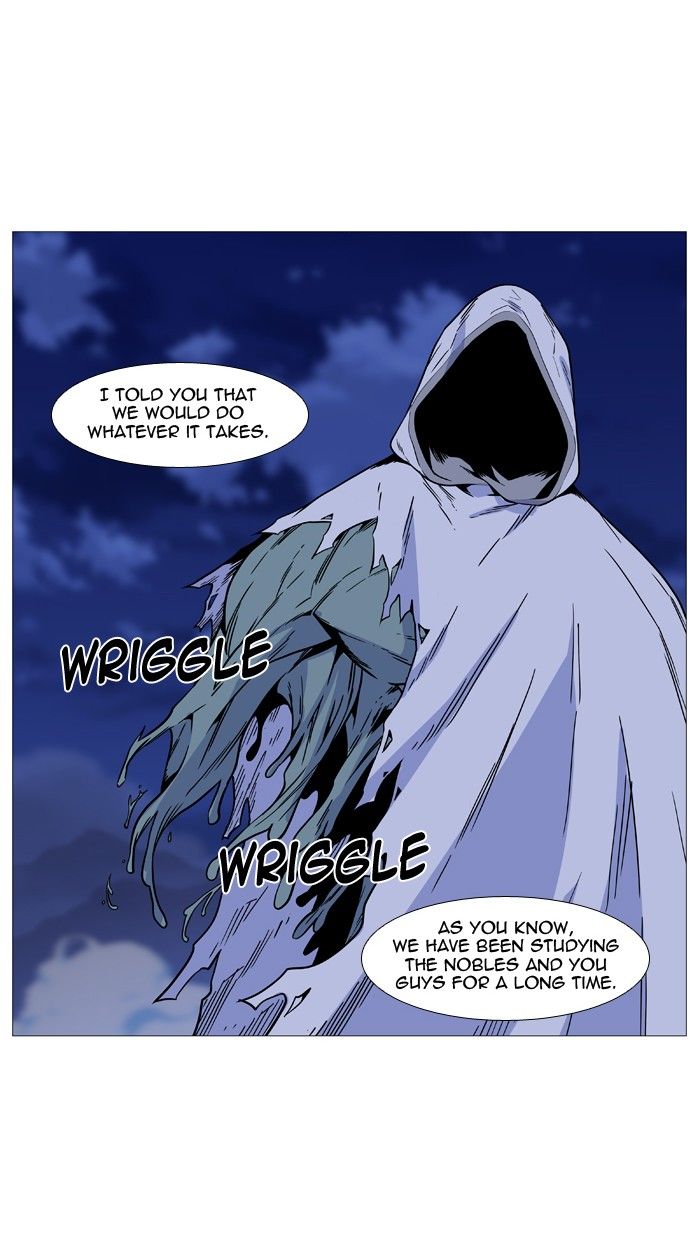 I TOLD YOU THAT
WE WOULD DO
WHATEVER IT TAKES.
WRIGGLE
WRIGGLE
AS YOU KNOW,
WE HAVE BEEN STUDYING
THE NOBLES AND YOU
GUYS FOR A LONG TIME.